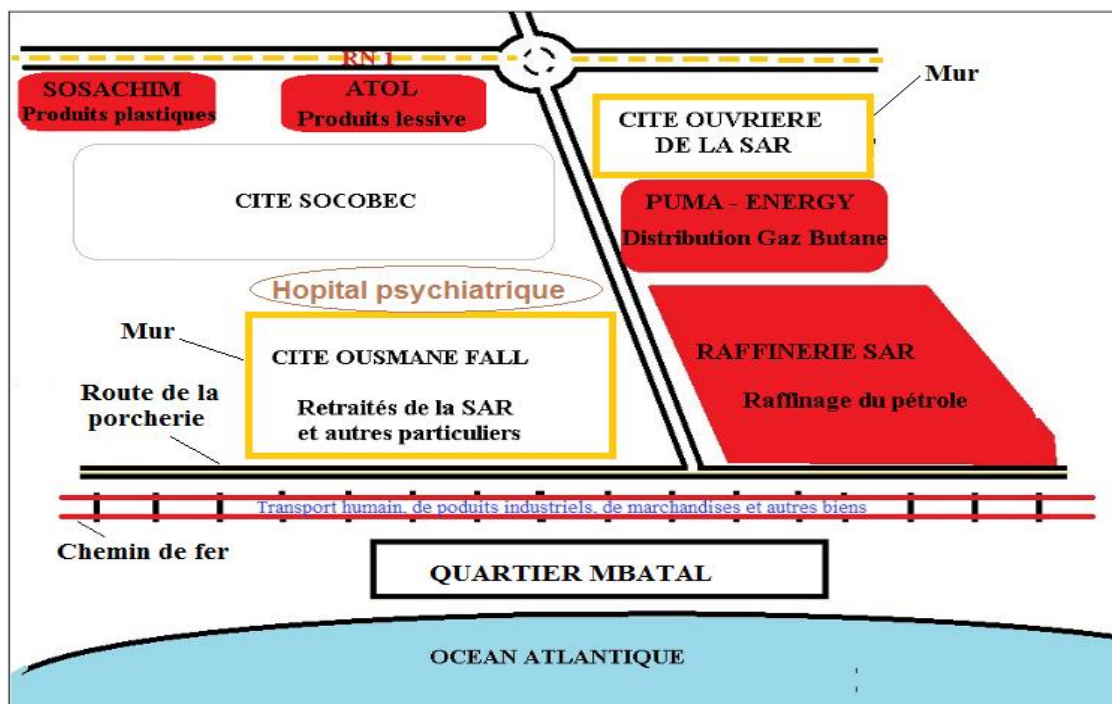 RN 1
SOSACHIM
Produits plastiques
ATOL
Produits lessive
Mur
CITE OUVRIERE
DE LA SAR
CITE SOCOBEC
PUMA - ENERGY
Distribution Gaz Butane
Hopital psychiatrique
Mur
CITE OUSMANE FALL
Retraités de la SAR
et autres particuliers
RAFFINERIE SAR
Raffinage du pétrole
Route de la
porcherie
Transport humain, de poduits industriels, de marchandises et autres biens
Chemin de fer
QUARTIER MBATAL
OCEAN ATLANTIQUE